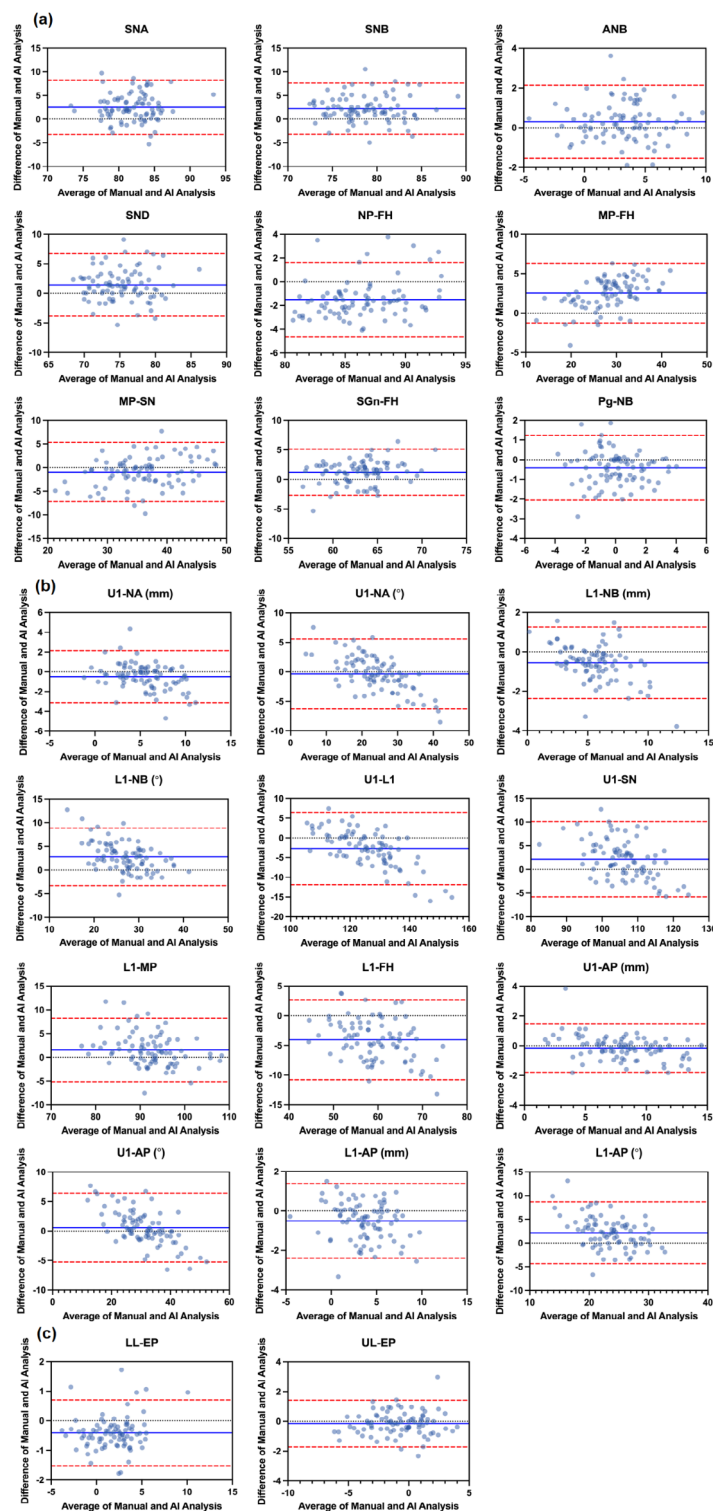 (a)
SNA
Difference of Manual and AI Analysis
15
10
5
0
-5
-10
70 75 80 85 90 95
Average of Manual and AI Analysis
SNB
Difference of Manual and AI Analysis
15
10
5
0
-5
-10
70 75 80 85 90
Average of Manual and AI Analysis
ANB
Difference of Manual and AI Analysis
4
2
0
-2
-5 0 5 10
Average of Manual and AI Analysis
SND
Difference of Manual and AI Analysis
10
5
0
-5
-10
65 70 75 80 85 90
Average of Manual and AI Analysis
NP-FH
Difference of Manual and AI Analysis
4
2
0
-2
-4
-6
80 85 90 95
Average of Manual and AI Analysis
MP-FH
Difference of Manual and AI Analysis
10
5
0
-5
10 20 30 40 50
Average of Manual and AI Analysis
MP-SN
Difference of Manual and AI Analysis
10
5
0
-5
-10
-15
20 30 40 50
Average of Manual and AI Analysis
SGn-FH
Difference of Manual and AI Analysis
10
5
0
-5
-10
55 60 65 70 75
Average of Manual and AI Analysis
Pg-NB
Difference of Manual and AI Analysis
2
1
0
-1
-2
-3
-4
-6 -4 -2 0 2 4 6
Average of Manual and AI Analysis
(b)
U1-NA (mm)
Difference of Manual and AI Analysis
6
4
2
0
-2
-4
-6
-5 0 5 10 15
Average of Manual and AI Analysis
U1-NA (°)
Difference of Manual and AI Analysis
10
5
0
-5
-10
0 10 20 30 40 50
Average of Manual and AI Analysis
L1-NB (mm)
Difference of Manual and AI Analysis
2
0
-2
-4
0 5 10 15
Average of Manual and AI Analysis
L1-NB (°)
Difference of Manual and AI Analysis
15
10
5
0
-5
-10
10 20 30 40 50
Average of Manual and AI Analysis
U1-L1
Difference of Manual and AI Analysis
10
5
0
-5
-10
-15
-20
100 120 140 160
Average of Manual and AI Analysis
U1-SN
Difference of Manual and AI Analysis
15
10
5
0
-5
-10
80 90 100 110 120 130
Average of Manual and AI Analysis
L1-MP
Difference of Manual and AI Analysis
15
10
5
0
-5
-10
70 80 90 100 110
Average of Manual and AI Analysis
L1-FH
Difference of Manual and AI Analysis
5
0
-5
-10
-15
40 50 60 70 80
Average of Manual and AI Analysis
U1-AP (mm)
Difference of Manual and AI Analysis
4
2
0
-2
-4
0 5 10 15
Average of Manual and AI Analysis
U1-AP (°)
Difference of Manual and AI Analysis
10
5
0
-5
-10
0 20 40 60
Average of Manual and AI Analysis
L1-AP (mm)
Difference of Manual and AI Analysis
2
0
-2
-4
-5 0 5 10 15
Average of Manual and AI Analysis
L1-AP (°)
Difference of Manual and AI Analysis
15
10
5
0
-5
-10
10 20 30 40
Average of Manual and AI Analysis
(c)
LL-EP
Difference of Manual and AI Analysis
2
1
0
-1
-2
-5 0 5 10 15
Average of Manual and AI Analysis
UL-EP
Difference of Manual and AI Analysis
4
2
0
-2
-4
-10 -5 0 5
Average of Manual and AI Analysis